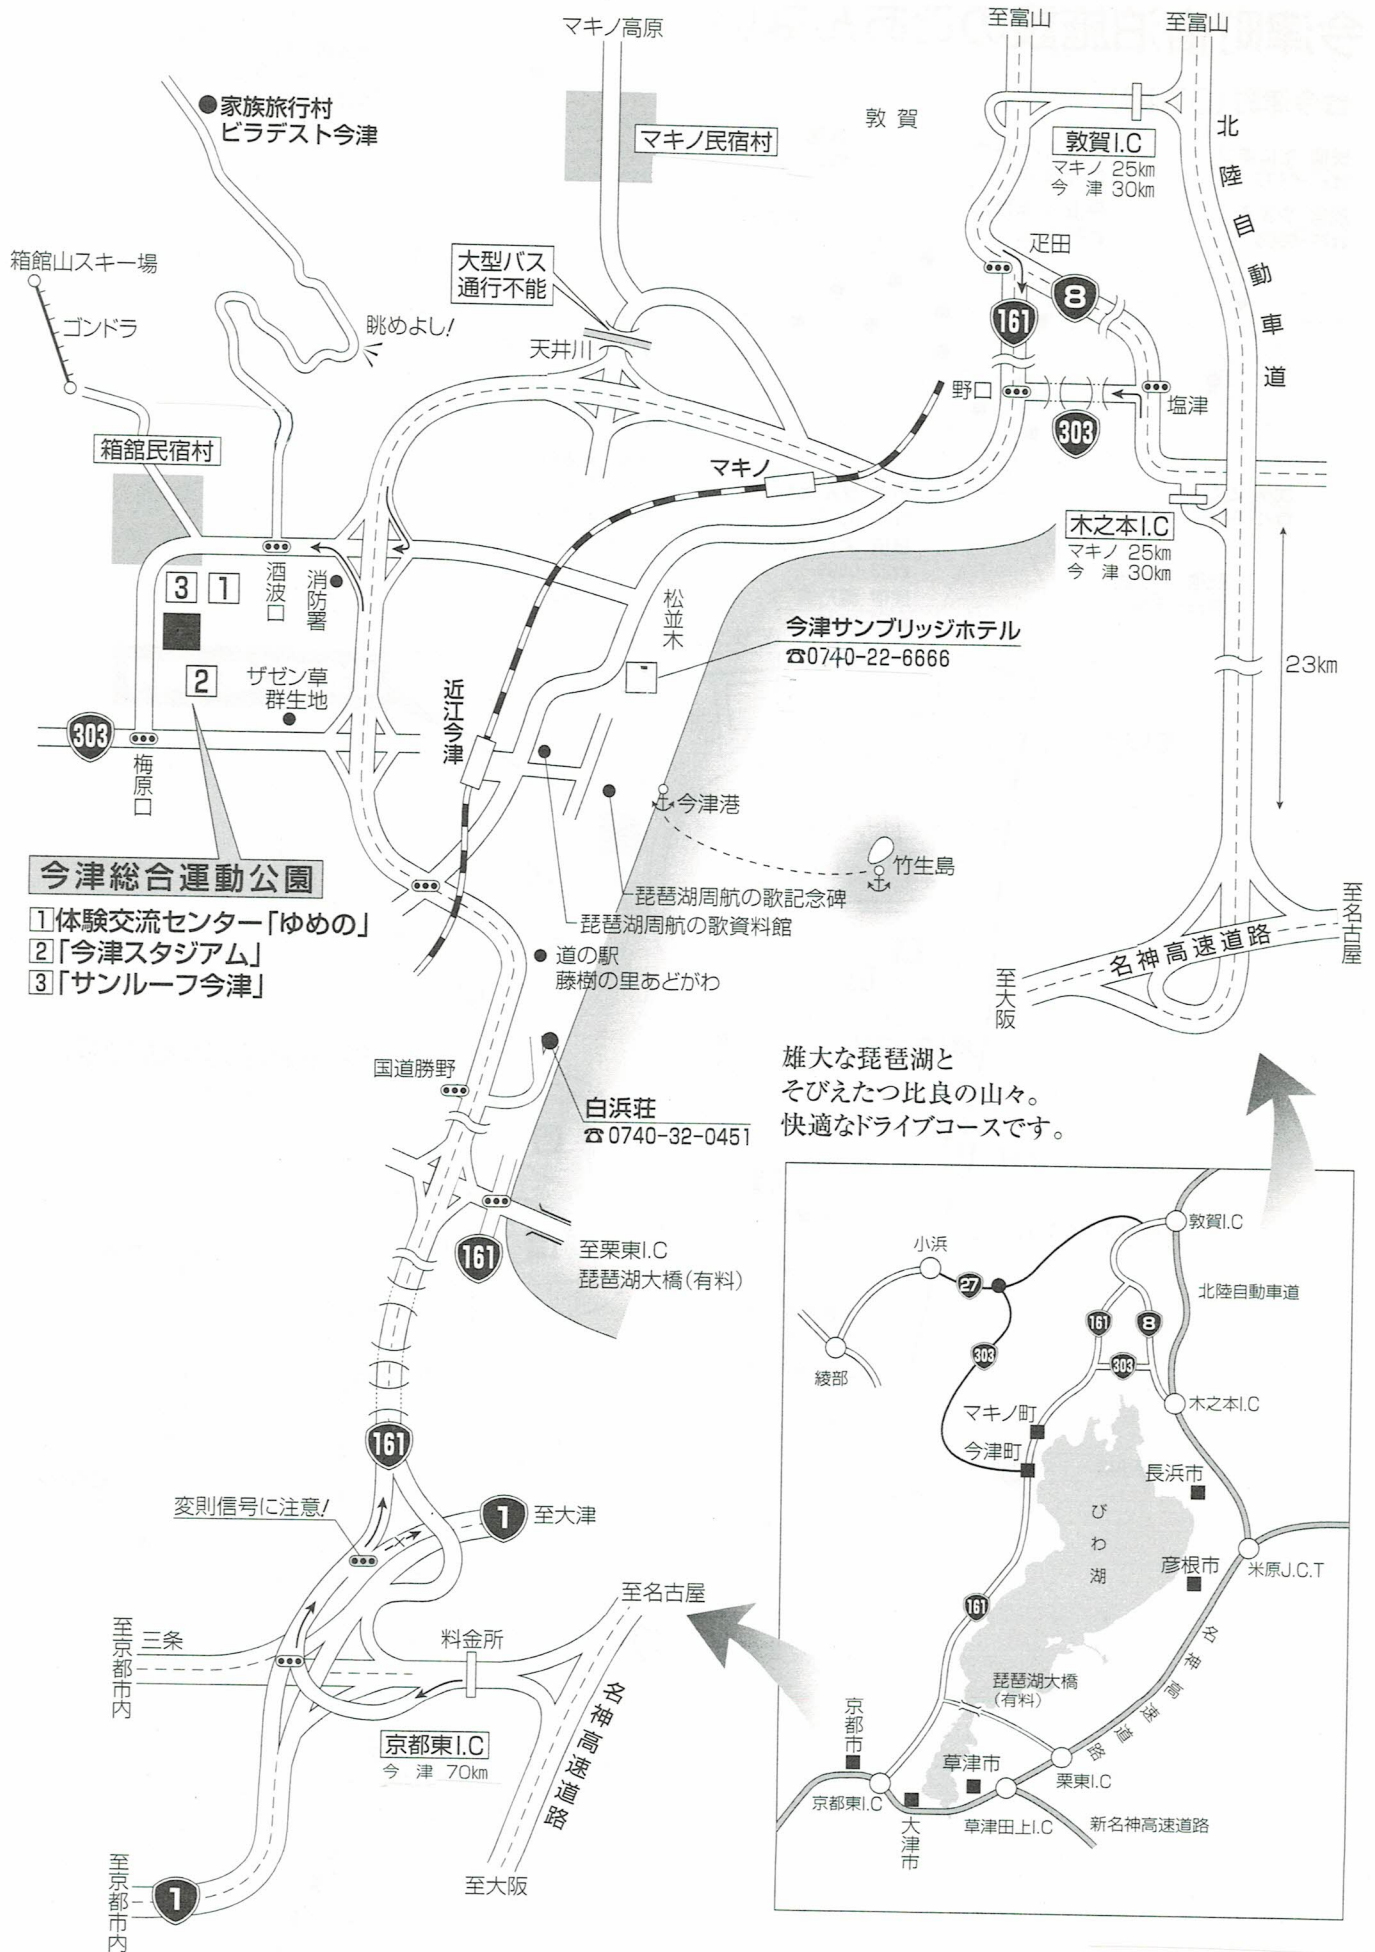 マキノ高原
至富山
至富山
家族旅行村
ビラデスト今津
マキノ民宿村
敦賀
敦賀I.C
マキノ 25km
今津 30km
北陸自動車道
疋田
8
161
箱館山スキー場
ゴンドラ
大型バス
通行不能
眺めよし!
天井川
野口
塩津
303
箱舘民宿村
マキノ
木之本I.C
マキノ 25km
今津 30km
3 1
酒波口
消防署
松並木
今津サンブリッジホテル
☎0740-22-6666
23km
2
ザゼン草
群生地
近江今津
303
梅原口
今津港
竹生島
今津総合運動公園
1体験交流センター「ゆめの」
2「今津スタジアム」
3「サンルーフ今津」
琵琶湖周航の歌記念碑
琵琶湖周航の歌資料館
道の駅
藤樹の里あどがわ
至名古屋
名神高速道路
至大阪
国道勝野
白浜荘
☎0740-32-0451
雄大な琵琶湖と
そびえたつ比良の山々。
快適なドライブコースです。
161
至栗東I.C
琵琶湖大橋(有料)
161
変則信号に注意!
1
至大津
至名古屋
至京都市内
三条
料金所
京都東I.C
今津 70km
名神高速道路
至大阪
至京都市内
1
敦賀I.C
小浜
27
北陸自動車道
161
8
303
303
綾部
木之本I.C
マキノ町
今津町
長浜市
びわ湖
彦根市
米原J.C.T
161
名神高速道路
琵琶湖大橋
(有料)
京都市
草津市
栗東I.C
京都東I.C
大津市
草津田上I.C
新名神高速道路